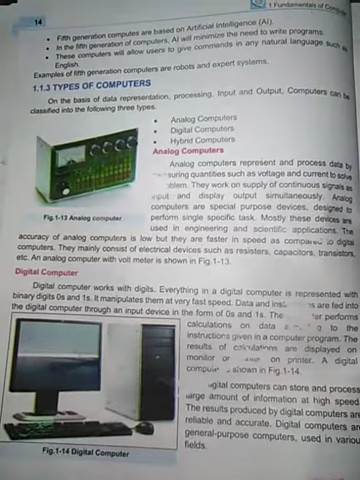 1 Fundamentals of Computer
14
• Fifth generation computes are based on Artificial Intelligence (AI).
• In the fifth generation of computers, AI will minimize the need to write programs.
• These computers will allow users to give commands in any natural language such as
English.
Examples of fifth generation computers are robots and expert systems.
1.1.3 TYPES OF COMPUTERS
On the basis of data representation, processing, Input and Output, Computers can be
classified into the following three types.
• Analog Computers
• Digital Computers
• Hybrid Computers
Analog Computers
Analog computers represent and process data by
suring quantities such as voltage and current to solve
blem. They work on supply of continuous signals as
input and display output simultaneously. Analog
computers are special purpose devices, designed to
perform single specific task. Mostly these devices are
used in engineering and scientific applications. The
Fig.1-13 Analog computer
accuracy of analog computers is low but they are faster in speed as compared to digital
computers. They mainly consist of electrical devices such as resisters, capacitors, transistors,
etc. An analog computer with volt meter is shown in Fig.1-13.
Digital Computer
Digital computer works with digits. Everything in a digital computer is represented with
binary digits 0s and 1s. It manipulates them at very fast speed. Data and are fed into
the digital computer through an input device in the form of 0s and 1s. The performs
calculations on data to the
instructions given in a computer program. The
results of calculations are displayed on
monitor or on printer. A digital
computer shown in Fig.1-14.
igital computers can store and process
large amount of information at high speed.
The results produced by digital computers are
reliable and accurate. Digital computers are
general-purpose computers, used in various
fields.
Fig.1-14 Digital Computer